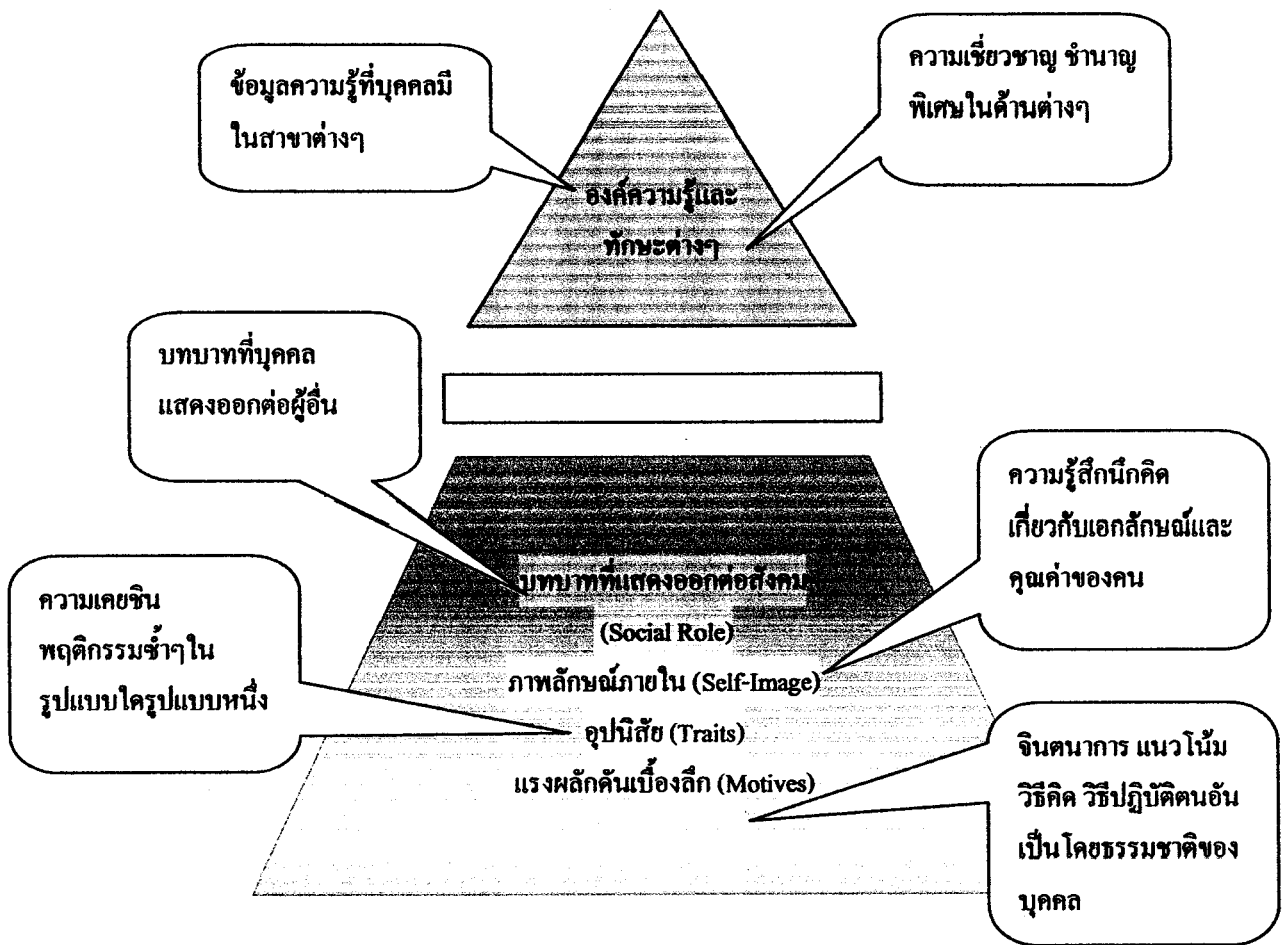 ข้อมูลความรู้ที่บุคคลมี
ในสาขาต่างๆ
ความเชี่ยวชาญ ชำนาญ
พิเศษในด้านต่างๆ
องค์ความรู้และ
ทักษะต่างๆ
บทบาทที่บุคคล
แสดงออกต่อผู้อื่น
ความรู้สึกนึกคิด
เกี่ยวกับเอกลักษณ์และ
คุณค่าของคน
บทบาทที่แสดงออกต่อสังคม
(Social Role)
ภาพลักษณ์ภายใน (Self-Image)
อุปนิสัย (Traits)
แรงผลักดันเบื้องลึก (Motives)
ความเคยชิน
พฤติกรรมซ้ำๆใน
รูปแบบใดรูปแบบหนึ่ง
จินตนาการ แนวโน้ม
วิธีคิด วิธีปฏิบัติตนอัน
เป็นโดยธรรมชาติของ
บุคคล